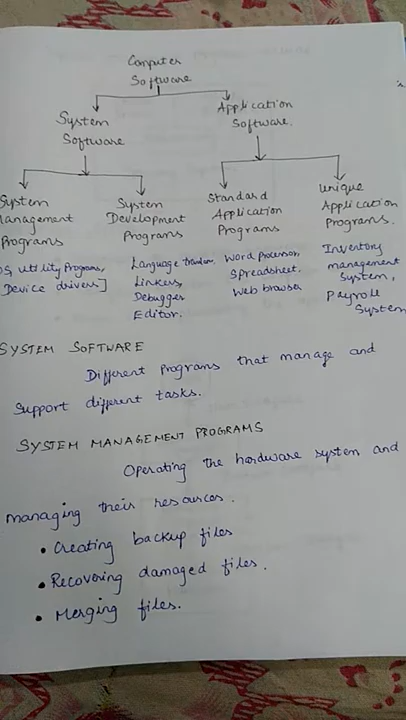 Computer
Software
System
Software
Application
Software.
System
Management
Programs
OS, Utility Programs,
Device drivers]
System
Development
Programs
Language
Linkers,
Debugger
Editor.
Standard
Application
Programs
Word Processor,
Spreadsheet.
Web browser
Unique
Application
Programs.
Inventory
management
System,
Payroll
System
SYSTEM SOFTWARE
Different Programs that manage and
Support different tasks.
SYSTEM MANAGEMENT PROGRAMS
Operating the hardware system and
managing their resources.
• Creating backup files
• Recovering damaged files.
• Merging files.